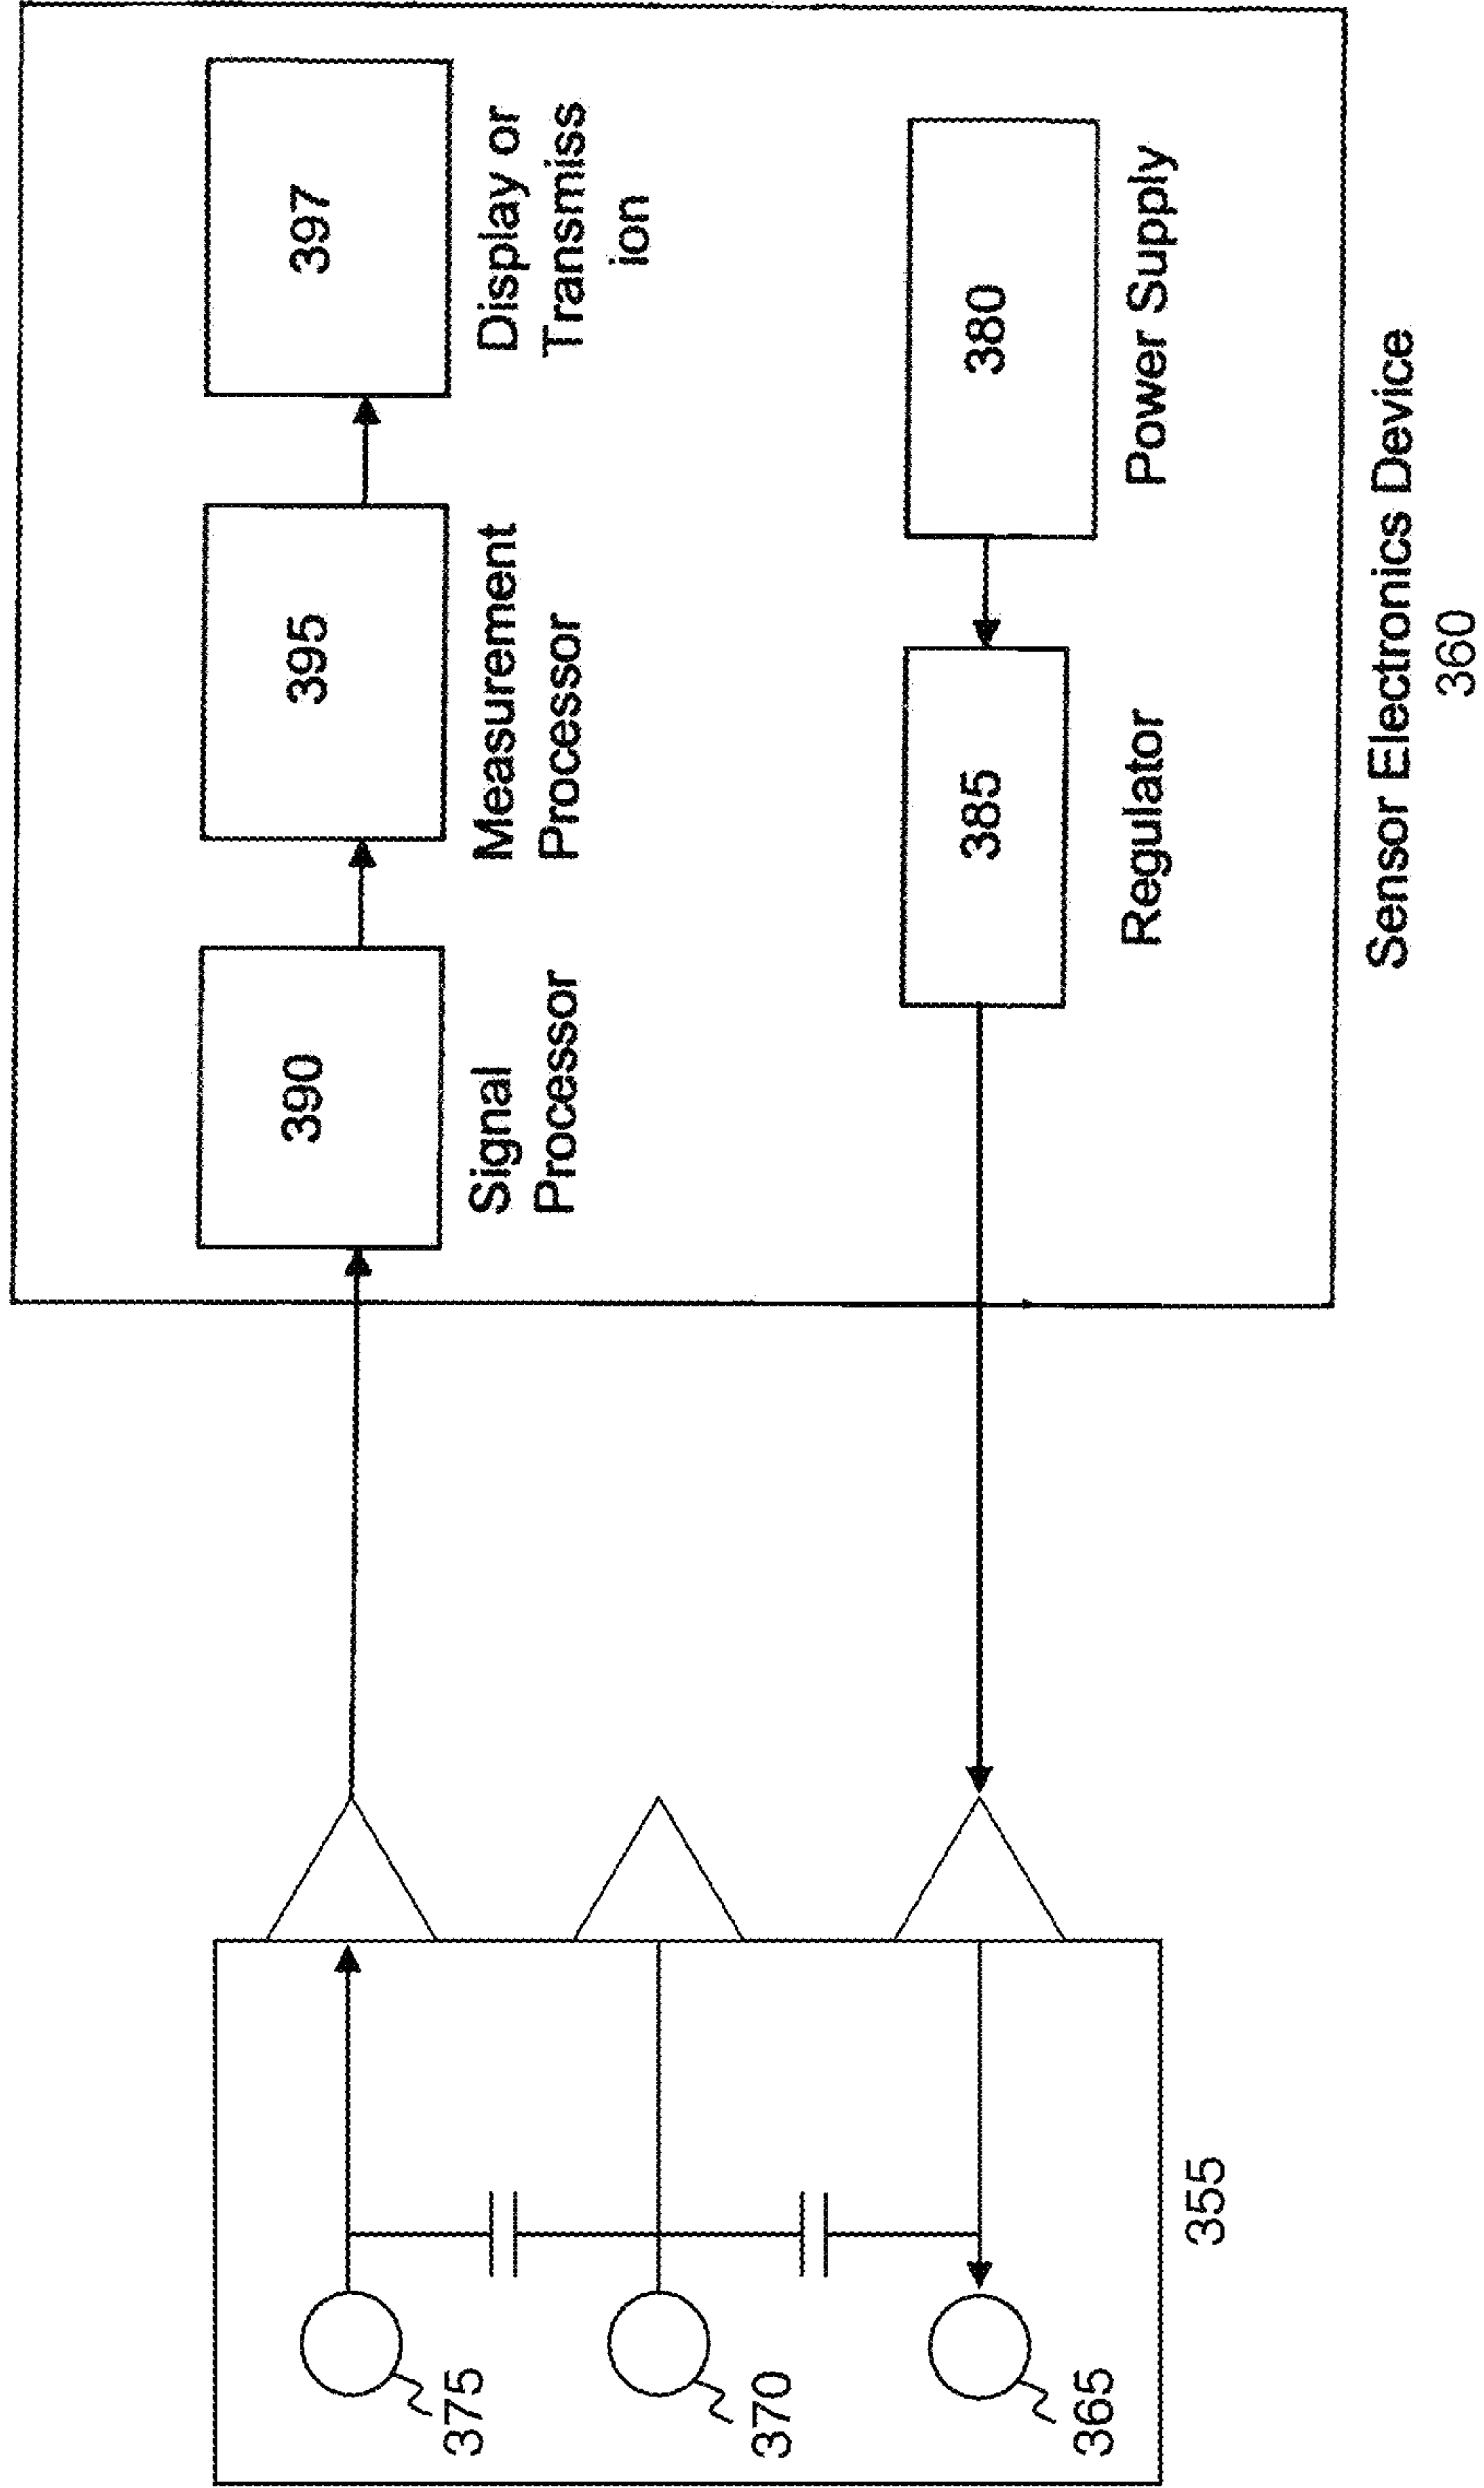 375
370
365
355
390
Signal
Processor
395
Measurement
Processor
397
Display or
Transmiss
ion
385
Regulator
380
Power Supply
Sensor Electronics Device
360